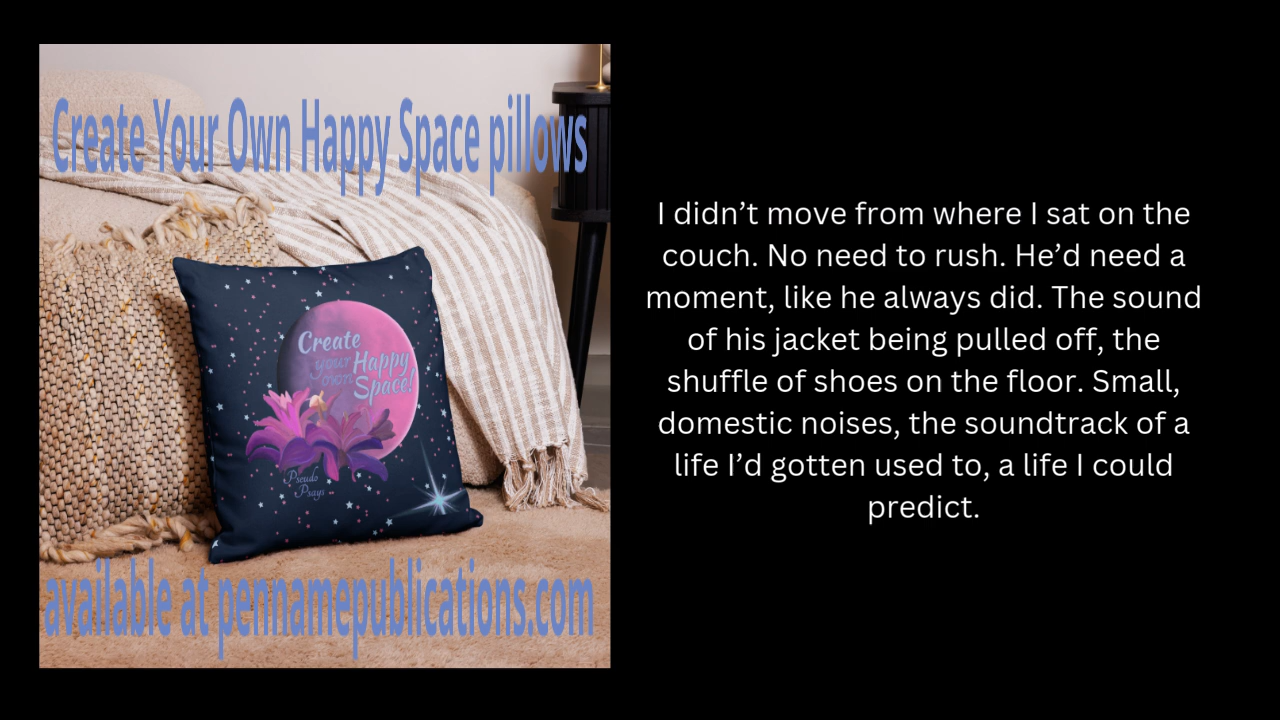 Create Your Own Happy Space pillows
Create
your Happy
own Space!
Pseudo
Psays
available at pennamepublications.com
I didn’t move from where I sat on the
couch. No need to rush. He’d need a
moment, like he always did. The sound
of his jacket being pulled off, the
shuffle of shoes on the floor. Small,
domestic noises, the soundtrack of a
life I’d gotten used to, a life I could
predict.